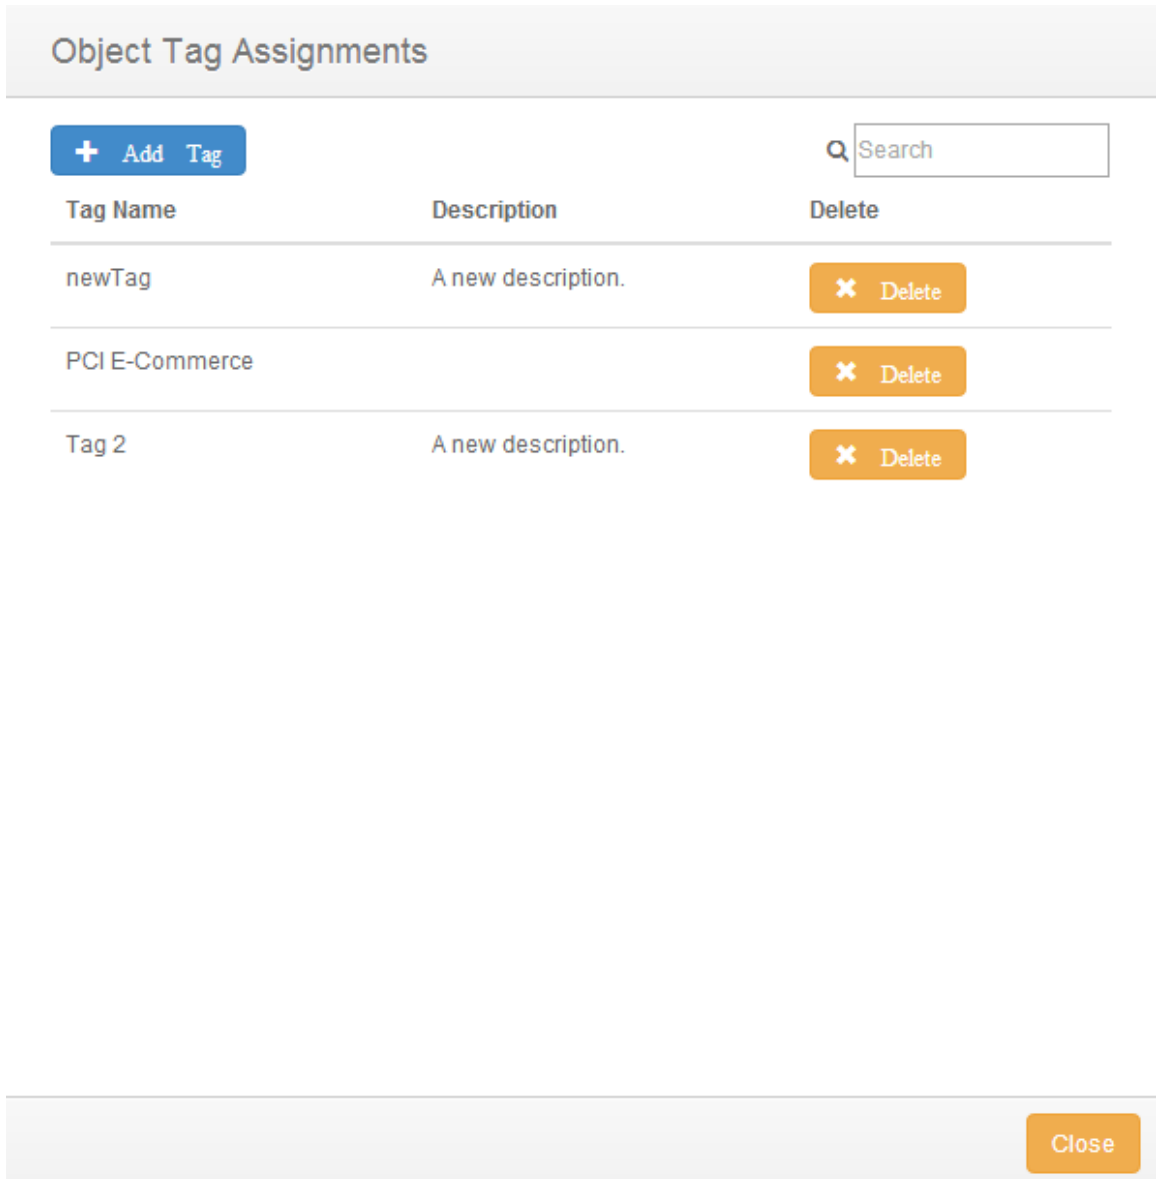 Object Tag Assignments
Add Tag
Search
Tag Name Description Delete
newTag A new description. Delete
PCI E-Commerce Delete
Tag 2 A new description. Delete
Close